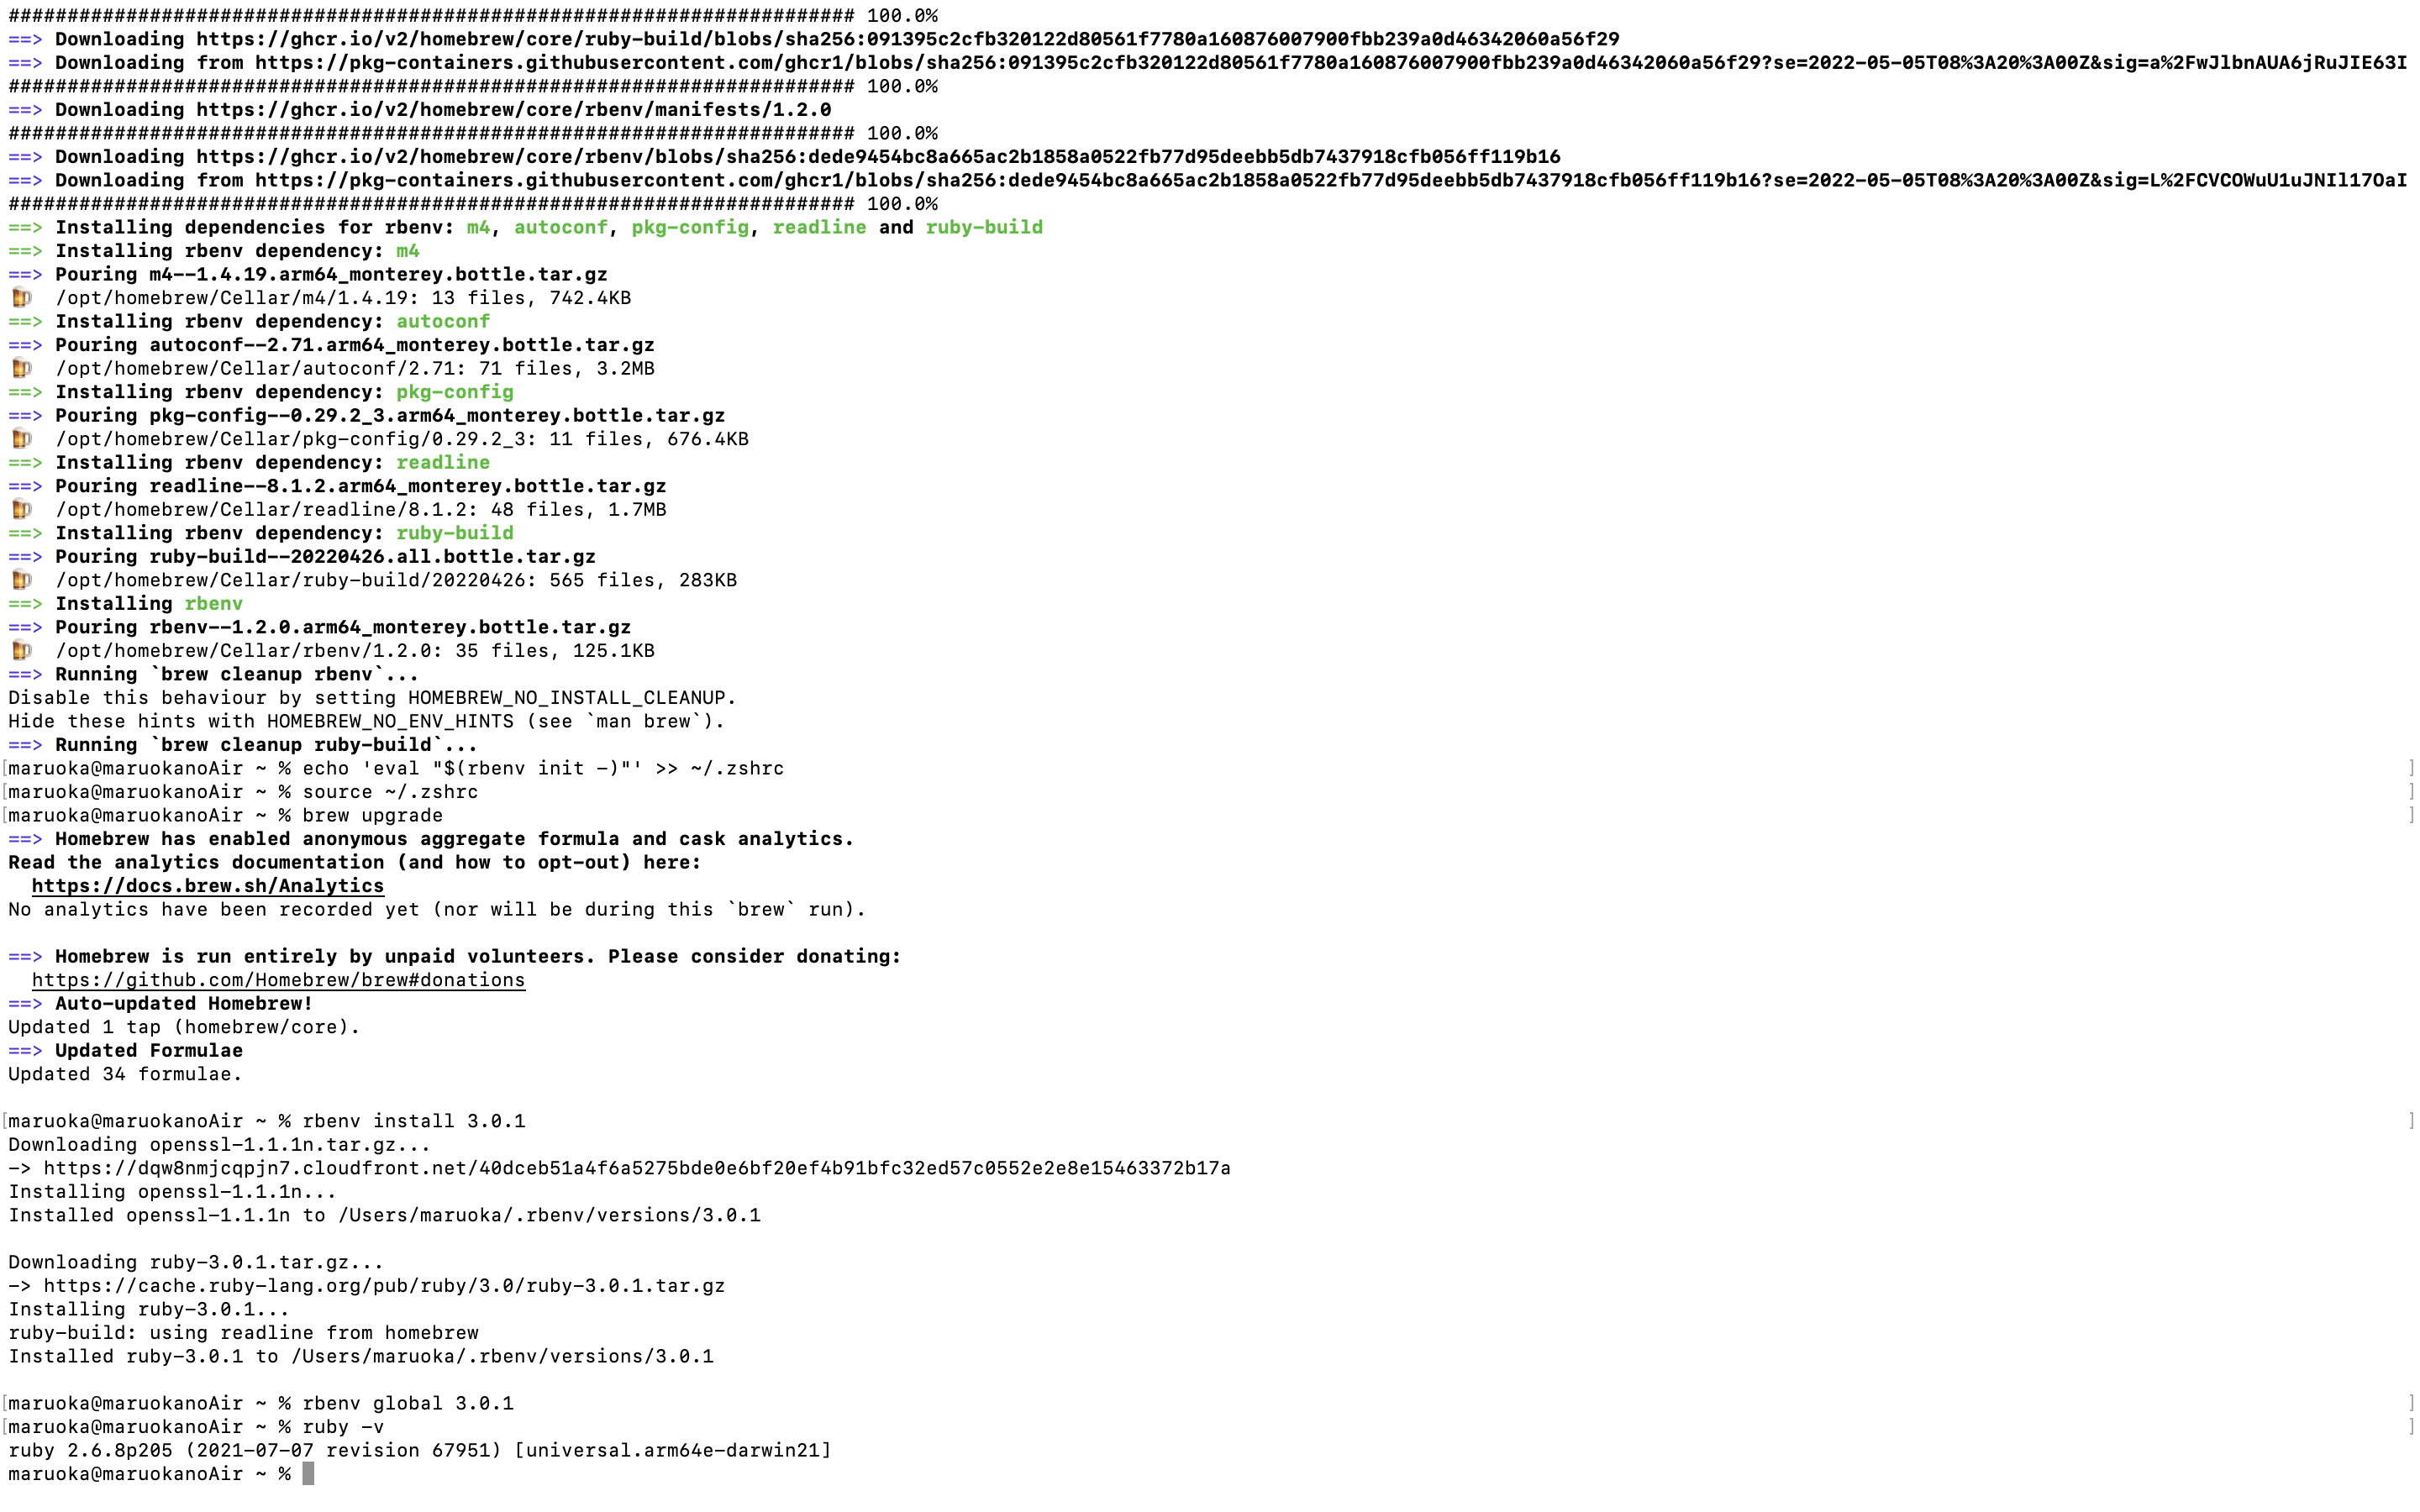 ######################################################################## 100.0%
==> Downloading https://ghcr.io/v2/homebrew/core/ruby-build/blobs/sha256:091395c2cfb320122d80561f7780a160876007900fbb239a0d46342060a56f29
==> Downloading from https://pkg-containers.githubusercontent.com/ghcr1/blobs/sha256:091395c2cfb320122d80561f7780a160876007900fbb239a0d46342060a56f29?se=2022-05-05T08%3A20%3A00Z&sig=a%2FwJlbnAUA6jRuJIE63I
######################################################################## 100.0%
==> Downloading https://ghcr.io/v2/homebrew/core/rbenv/manifests/1.2.0
######################################################################## 100.0%
==> Downloading https://ghcr.io/v2/homebrew/core/rbenv/blobs/sha256:dede9454bc8a665ac2b1858a0522fb77d95deebb5db7437918cfb056ff119b16
==> Downloading from https://pkg-containers.githubusercontent.com/ghcr1/blobs/sha256:dede9454bc8a665ac2b1858a0522fb77d95deebb5db7437918cfb056ff119b16?se=2022-05-05T08%3A20%3A00Z&sig=L%2FCVCOWuU1uJNIl17OaI
######################################################################## 100.0%
==> Installing dependencies for rbenv: m4, autoconf, pkg-config, readline and ruby-build
==> Installing rbenv dependency: m4
==> Pouring m4--1.4.19.arm64_monterey.bottle.tar.gz
🍺  /opt/homebrew/Cellar/m4/1.4.19: 13 files, 742.4KB
==> Installing rbenv dependency: autoconf
==> Pouring autoconf--2.71.arm64_monterey.bottle.tar.gz
🍺  /opt/homebrew/Cellar/autoconf/2.71: 71 files, 3.2MB
==> Installing rbenv dependency: pkg-config
==> Pouring pkg-config--0.29.2_3.arm64_monterey.bottle.tar.gz
🍺  /opt/homebrew/Cellar/pkg-config/0.29.2_3: 11 files, 676.4KB
==> Installing rbenv dependency: readline
==> Pouring readline--8.1.2.arm64_monterey.bottle.tar.gz
🍺  /opt/homebrew/Cellar/readline/8.1.2: 48 files, 1.7MB
==> Installing rbenv dependency: ruby-build
==> Pouring ruby-build--20220426.all.bottle.tar.gz
🍺  /opt/homebrew/Cellar/ruby-build/20220426: 565 files, 283KB
==> Installing rbenv
==> Pouring rbenv--1.2.0.arm64_monterey.bottle.tar.gz
🍺  /opt/homebrew/Cellar/rbenv/1.2.0: 35 files, 125.1KB
==> Running `brew cleanup rbenv`...
Disable this behaviour by setting HOMEBREW_NO_INSTALL_CLEANUP.
Hide these hints with HOMEBREW_NO_ENV_HINTS (see `man brew`).
==> Running `brew cleanup ruby-build`...
[maruoka@maruokanoAir ~ % echo 'eval "$(rbenv init -)"' >> ~/.zshrc ]
[maruoka@maruokanoAir ~ % source ~/.zshrc ]
[maruoka@maruokanoAir ~ % brew upgrade ]
==> Homebrew has enabled anonymous aggregate formula and cask analytics.
Read the analytics documentation (and how to opt-out) here:
  https://docs.brew.sh/Analytics
No analytics have been recorded yet (nor will be during this `brew` run).
==> Homebrew is run entirely by unpaid volunteers. Please consider donating:
  https://github.com/Homebrew/brew#donations
==> Auto-updated Homebrew!
Updated 1 tap (homebrew/core).
==> Updated Formulae
Updated 34 formulae.
[maruoka@maruokanoAir ~ % rbenv install 3.0.1 ]
Downloading openssl-1.1.1n.tar.gz...
-> https://dqw8nmjcqpjn7.cloudfront.net/40dceb51a4f6a5275bde0e6bf20ef4b91bfc32ed57c0552e2e8e15463372b17a
Installing openssl-1.1.1n...
Installed openssl-1.1.1n to /Users/maruoka/.rbenv/versions/3.0.1
Downloading ruby-3.0.1.tar.gz...
-> https://cache.ruby-lang.org/pub/ruby/3.0/ruby-3.0.1.tar.gz
Installing ruby-3.0.1...
ruby-build: using readline from homebrew
Installed ruby-3.0.1 to /Users/maruoka/.rbenv/versions/3.0.1
[maruoka@maruokanoAir ~ % rbenv global 3.0.1 ]
[maruoka@maruokanoAir ~ % ruby -v ]
ruby 2.6.8p205 (2021-07-07 revision 67951) [universal.arm64e-darwin21]
maruoka@maruokanoAir ~ %